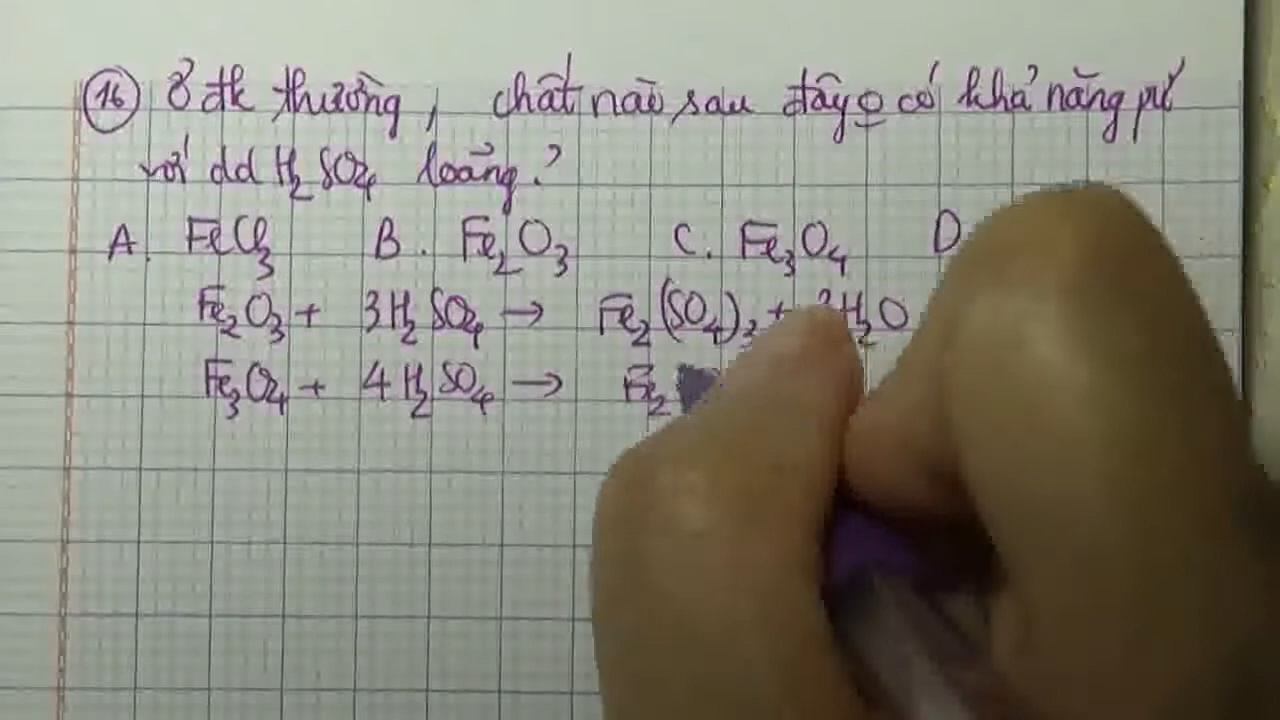 16 Ở đk thường, chất nào sau đây o có khả năng pư
với dd H₂SO₄ loãng?
A. FeCl₃ B. Fe₂O₃ C. Fe₃O₄ D
Fe₂O₃ + 3H₂SO₄ → Fe₂(SO₄)₃ + 3H₂O
Fe₃O₄ + 4H₂SO₄ → Fe₂